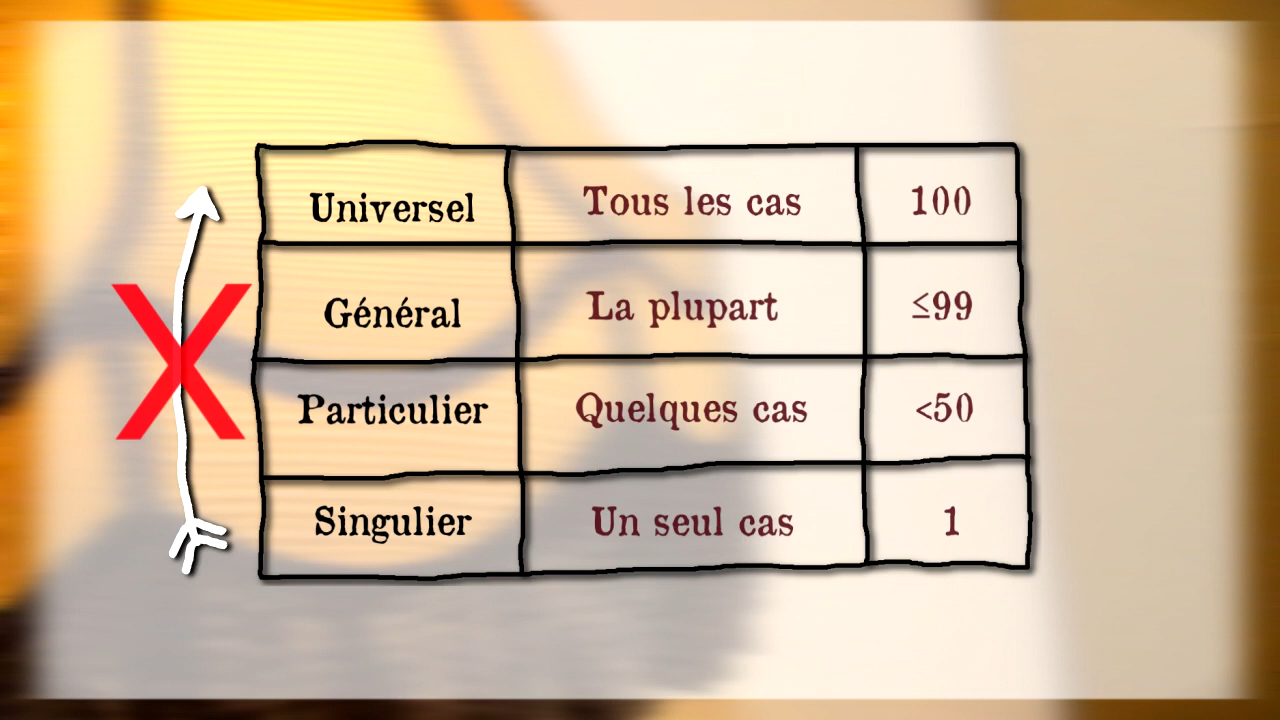 Universel Tous les cas 100
Général La plupart ≤99
Particulier Quelques cas <50
Singulier Un seul cas 1